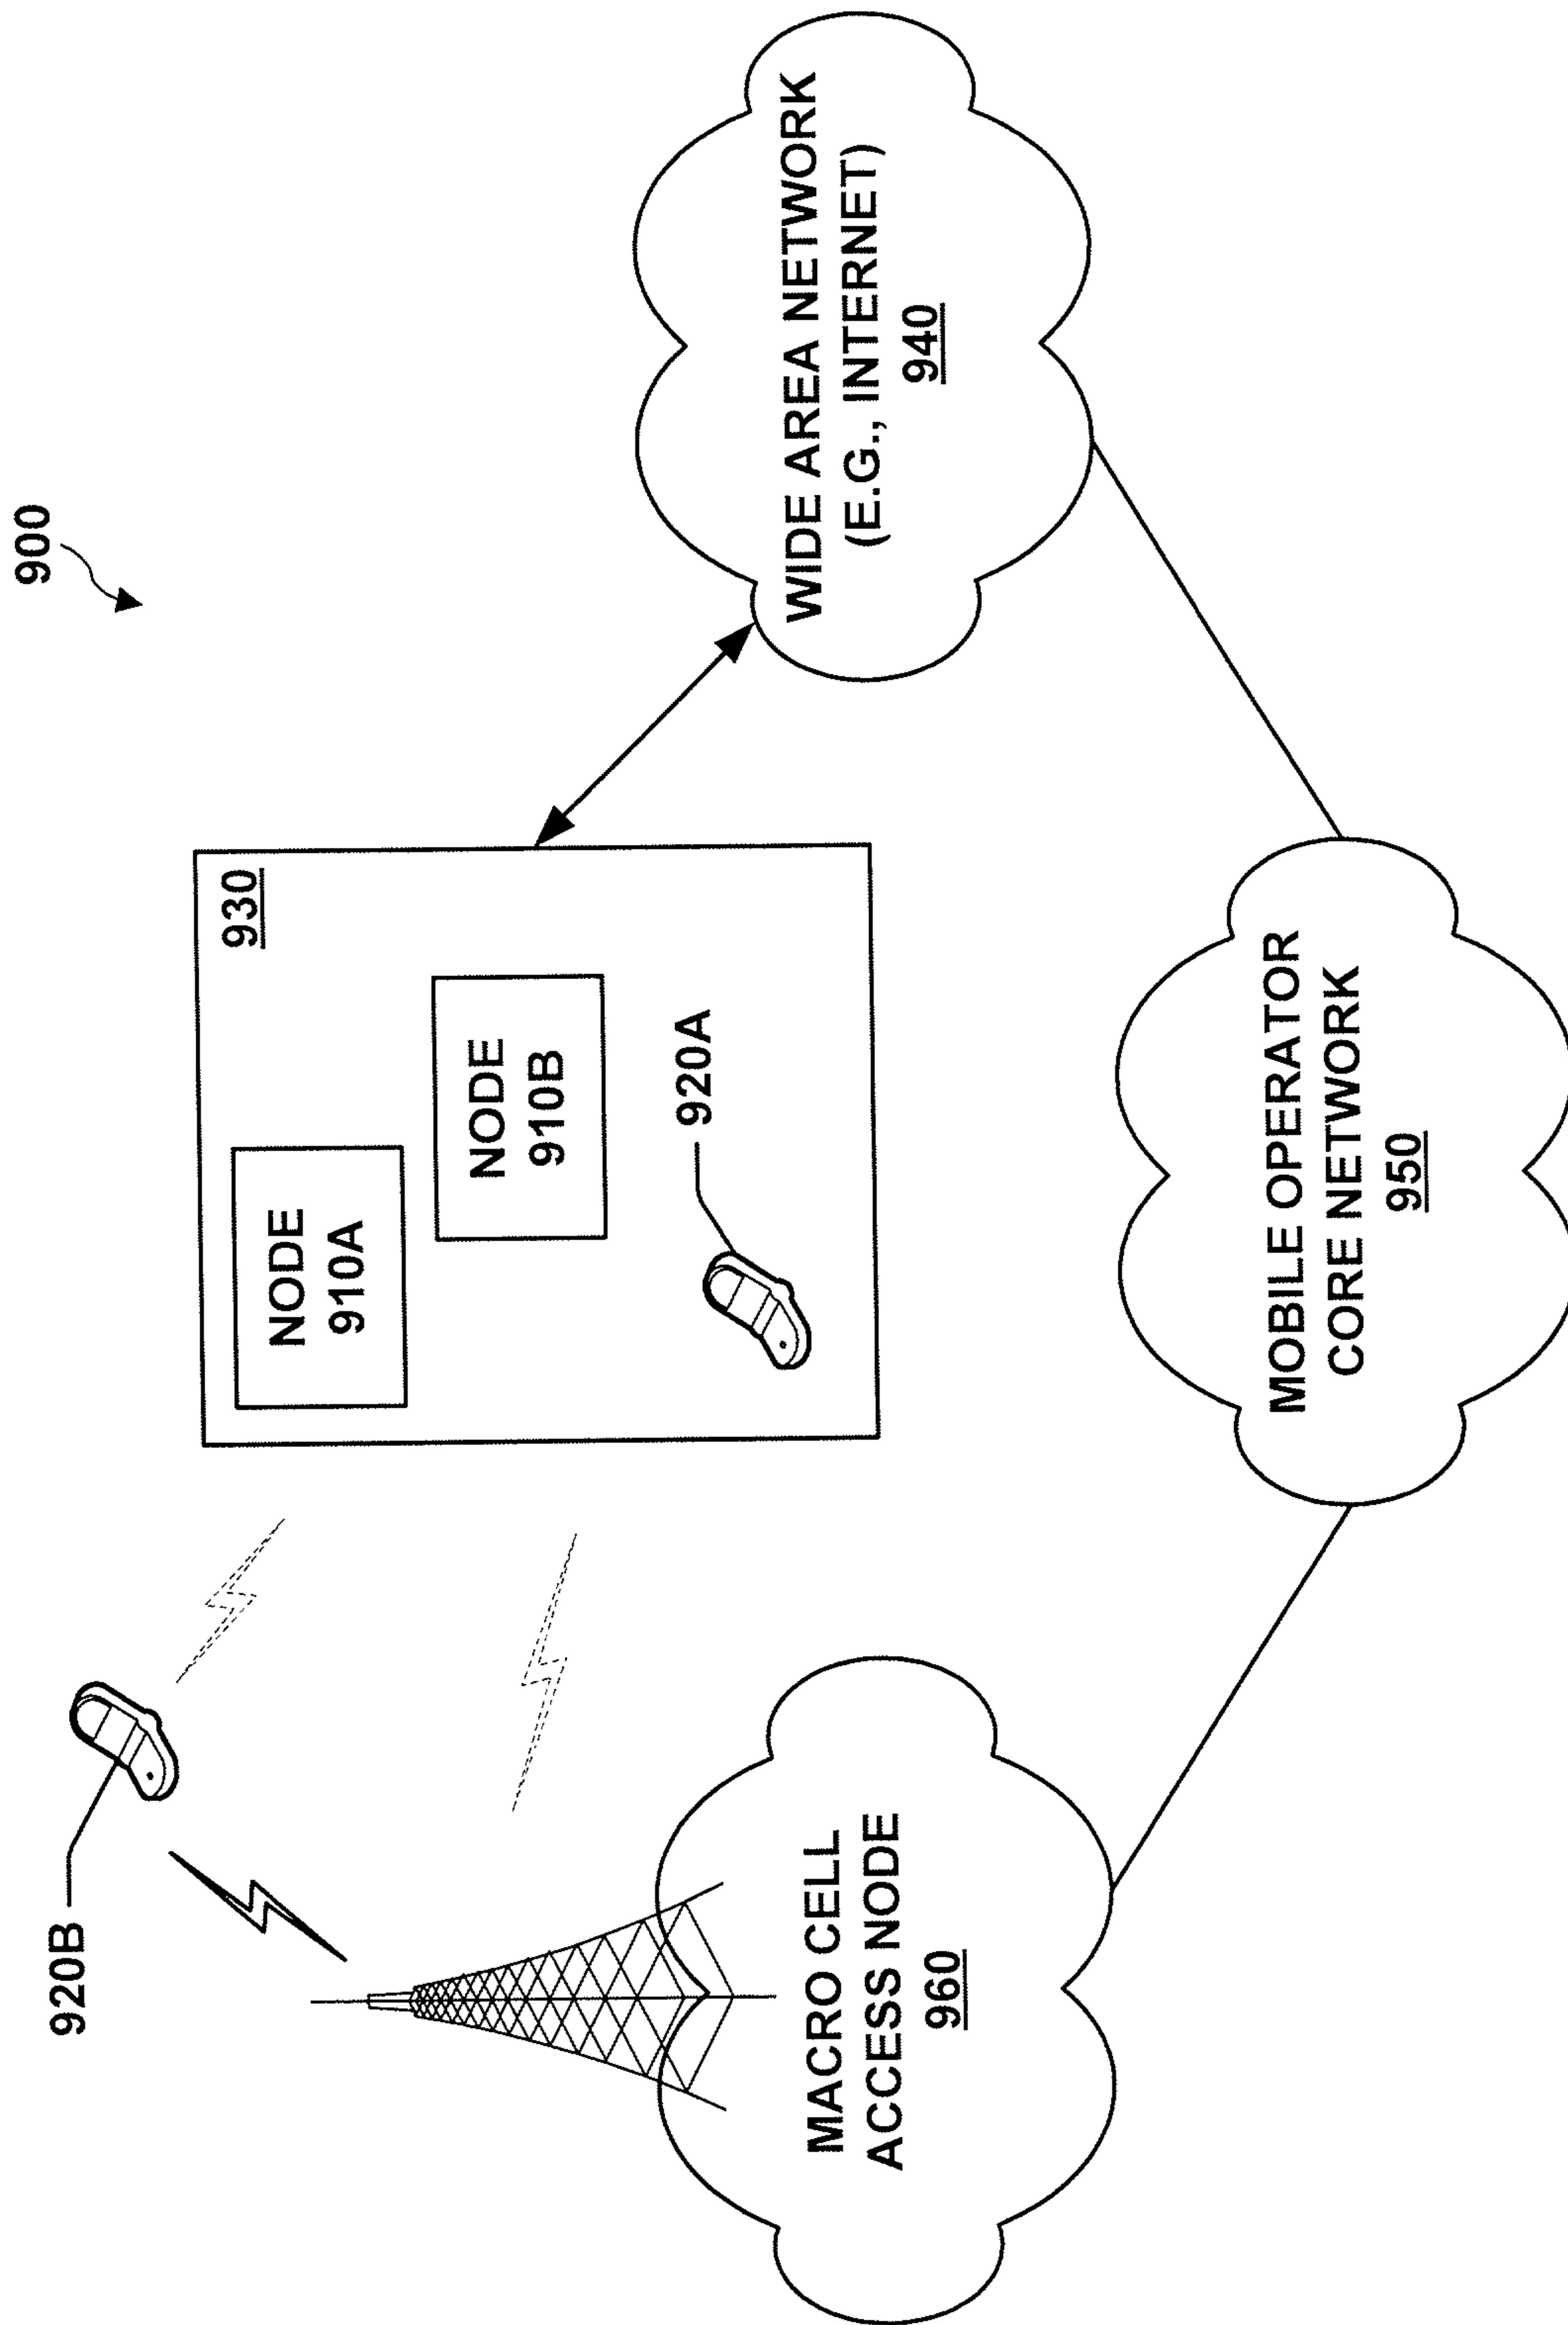 900
920B
930
NODE
910A
NODE
910B
920A
WIDE AREA NETWORK
(E.G., INTERNET)
940
MACRO CELL
ACCESS NODE
960
MOBILE OPERATOR
CORE NETWORK
950